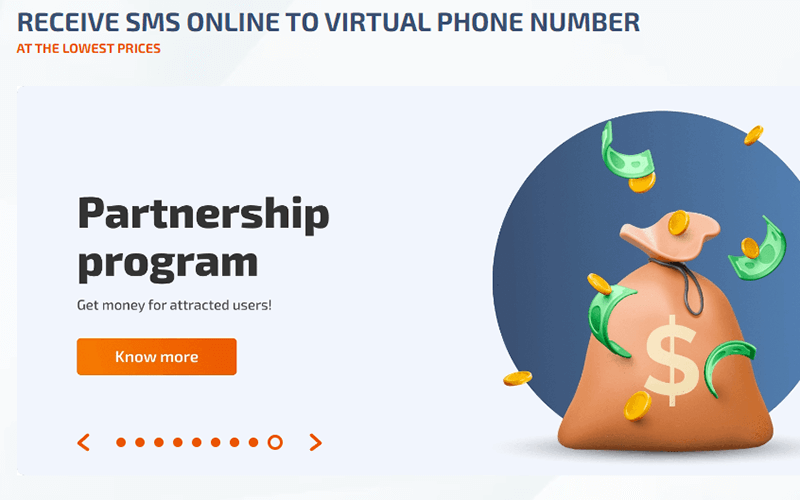 RECEIVE SMS ONLINE TO VIRTUAL PHONE NUMBER
AT THE LOWEST PRICES
Partnership
program
Get money for attracted users!
Know more
$